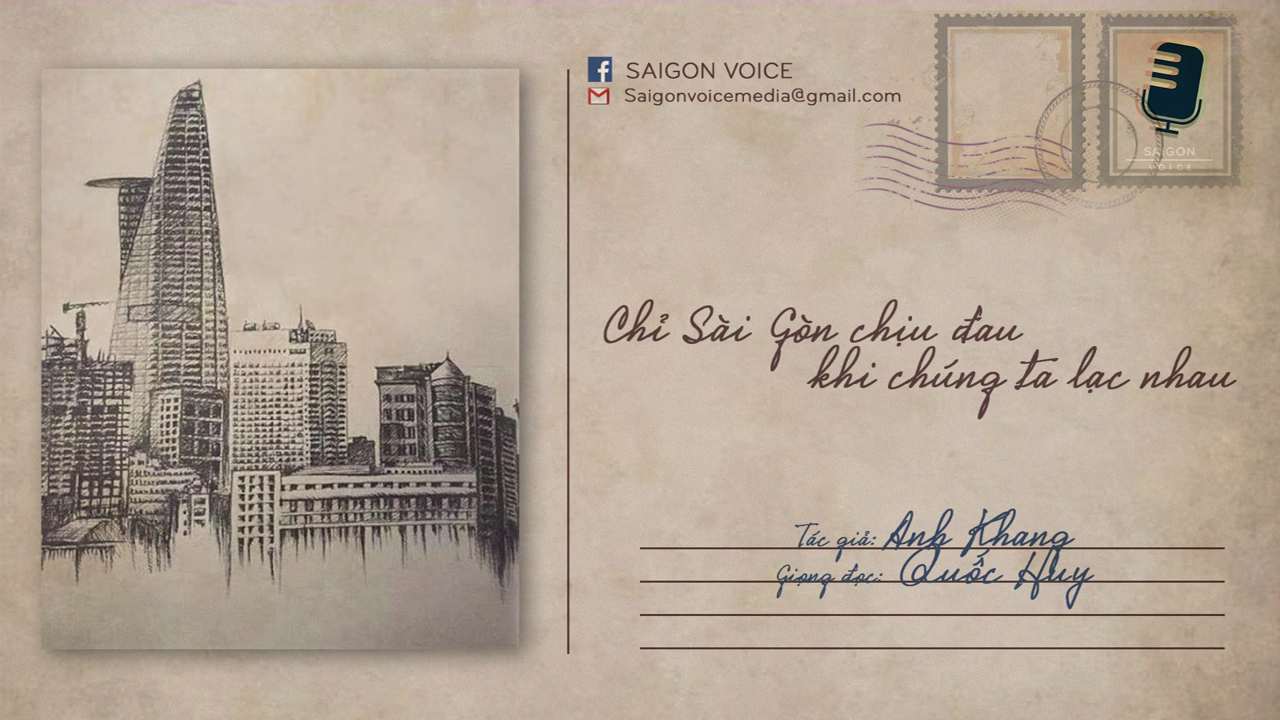 SAIGON VOICE
Saigonvoicemedia@gmail.com
SAIGON
VOICE
Chỉ Sài Gòn chịu đau
khi chúng ta lạc nhau
Tác giả: Anh Khang
Giọng đọc: Quốc Huy